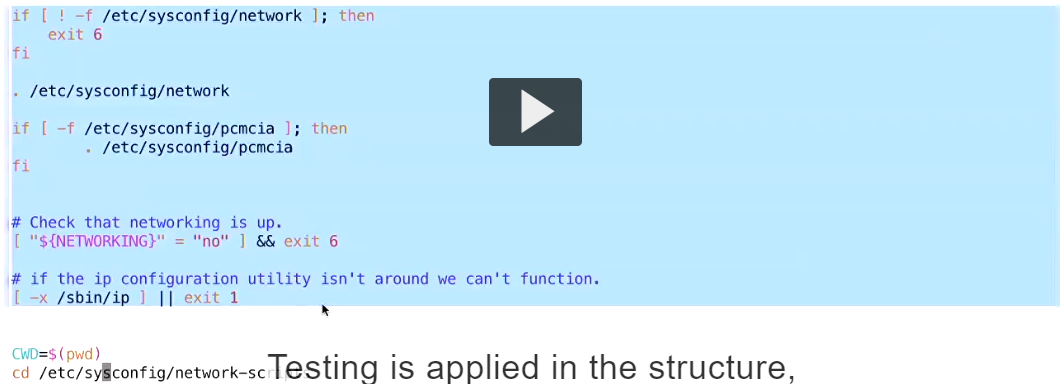 if [ ! -f /etc/sysconfig/network ]; then
    exit 6
fi
. /etc/sysconfig/network
if [ -f /etc/sysconfig/pcmcia ]; then
        . /etc/sysconfig/pcmcia
fi
# Check that networking is up.
[ "${NETWORKING}" = "no" ] && exit 6
# if the ip configuration utility isn't around we can't function.
[ -x /sbin/ip ] || exit 1
CWD=$(pwd)
cd /etc/sysconfig/network-sc
Testing is applied in the structure,